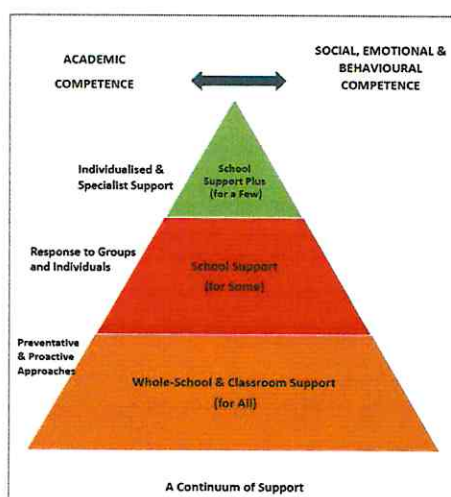 ACADEMIC
COMPETENCE
SOCIAL, EMOTIONAL &
BEHAVIOURAL
COMPETENCE
Individualised &
Specialist Support
School
Support Plus
(for a Few)
Response to Groups
and Individuals
School Support
(for Some)
Preventative
& Proactive
Approaches
Whole-School & Classroom Support
(for All)
A Continuum of Support